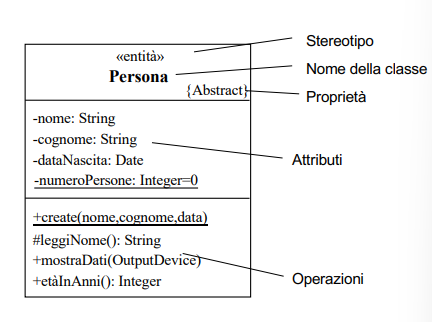 «entità»
Stereotipo
Persona
Nome della classe
{Abstract}
Proprietà
-nome: String
-cognome: String
-dataNascita: Date
Attributi
-numeroPersone: Integer=0
+create(nome,cognome,data)
#leggiNome(): String
+mostraDati(OutputDevice)
+etàInAnni(): Integer
Operazioni